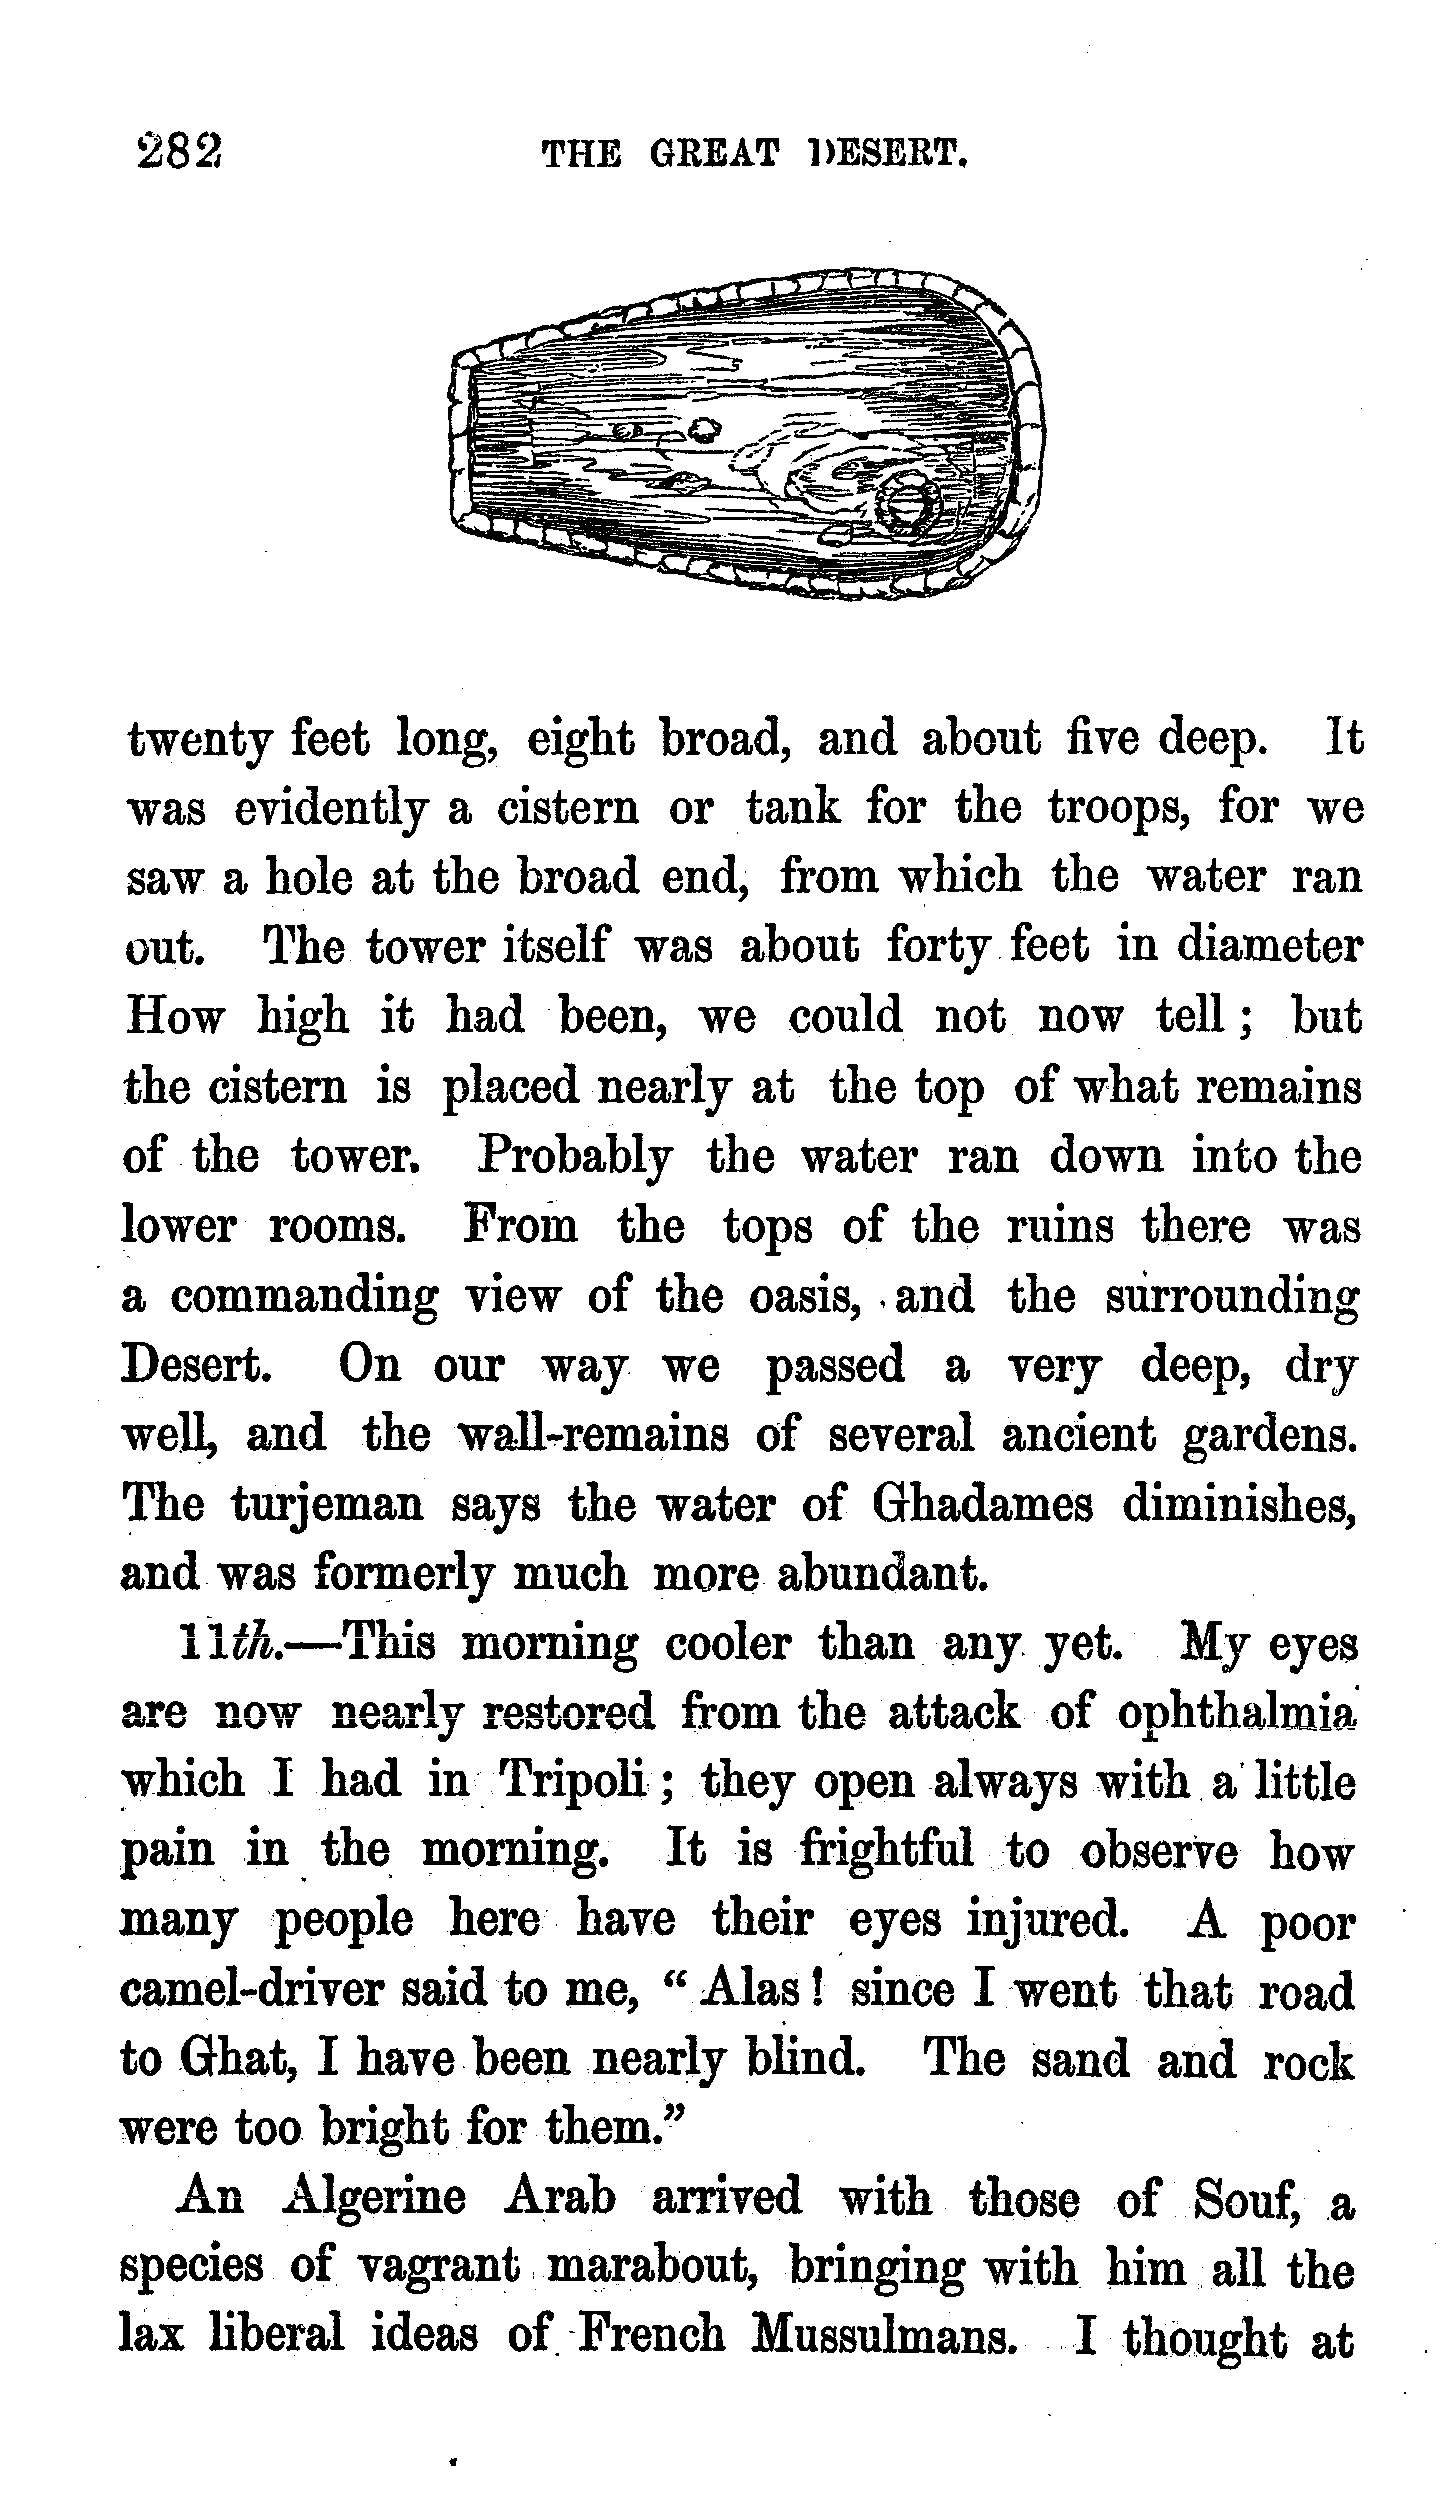 282 THE GREAT DESERT.
twenty feet long, eight broad, and about five deep. It
was evidently a cistern or tank for the troops, for we
saw a hole at the broad end, from which the water ran
out. The tower itself was about forty feet in diameter
How high it had been, we could not now tell; but
the cistern is placed nearly at the top of what remains
of the tower. Probably the water ran down into the
lower rooms. From the tops of the ruins there was
a commanding view of the oasis, and the surrounding
Desert. On our way we passed a very deep, dry
well, and the wall-remains of several ancient gardens.
The turjeman says the water of Ghadames diminishes,
and was formerly much more abundant.
11th.—This morning cooler than any yet. My eyes
are now nearly restored from the attack of ophthalmia
which I had in Tripoli; they open always with a little
pain in the morning. It is frightful to observe how
many people here have their eyes injured. A poor
camel-driver said to me, “Alas! since I went that road
to Ghat, I have been nearly blind. The sand and rock
were too bright for them.”
An Algerine Arab arrived with those of Souf, a
species of vagrant marabout, bringing with him all the
lax liberal ideas of French Mussulmans. I thought at